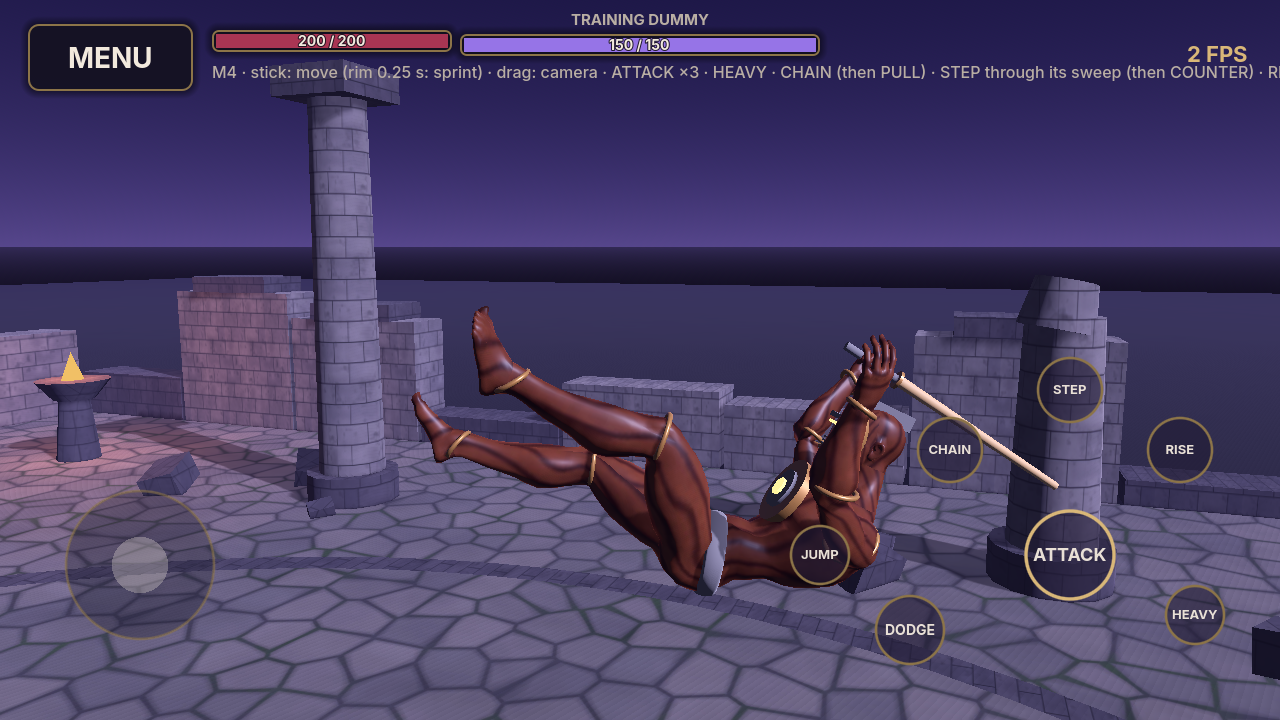 TRAINING DUMMY
MENU
200 / 200
150 / 150
2 FPS
M4 · stick: move (rim 0.25 s: sprint) · drag: camera · ATTACK ×3 · HEAVY · CHAIN (then PULL) · STEP through its sweep (then COUNTER) ·
STEP
CHAIN
RISE
JUMP
ATTACK
DODGE
HEAVY